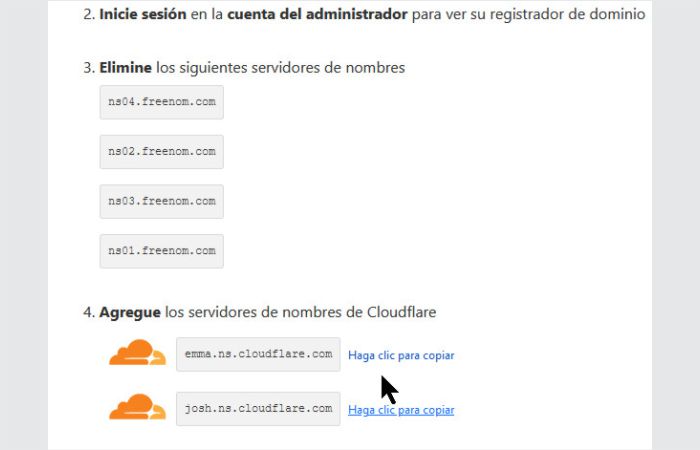 2. Inicie sesión en la cuenta del administrador para ver su registrador de dominio
3. Elimine los siguientes servidores de nombres
ns04.freenom.com
ns02.freenom.com
ns03.freenom.com
ns01.freenom.com
4. Agregue los servidores de nombres de Cloudflare
emma.ns.cloudflare.com Haga clic para copiar
josh.ns.cloudflare.com Haga clic para copiar